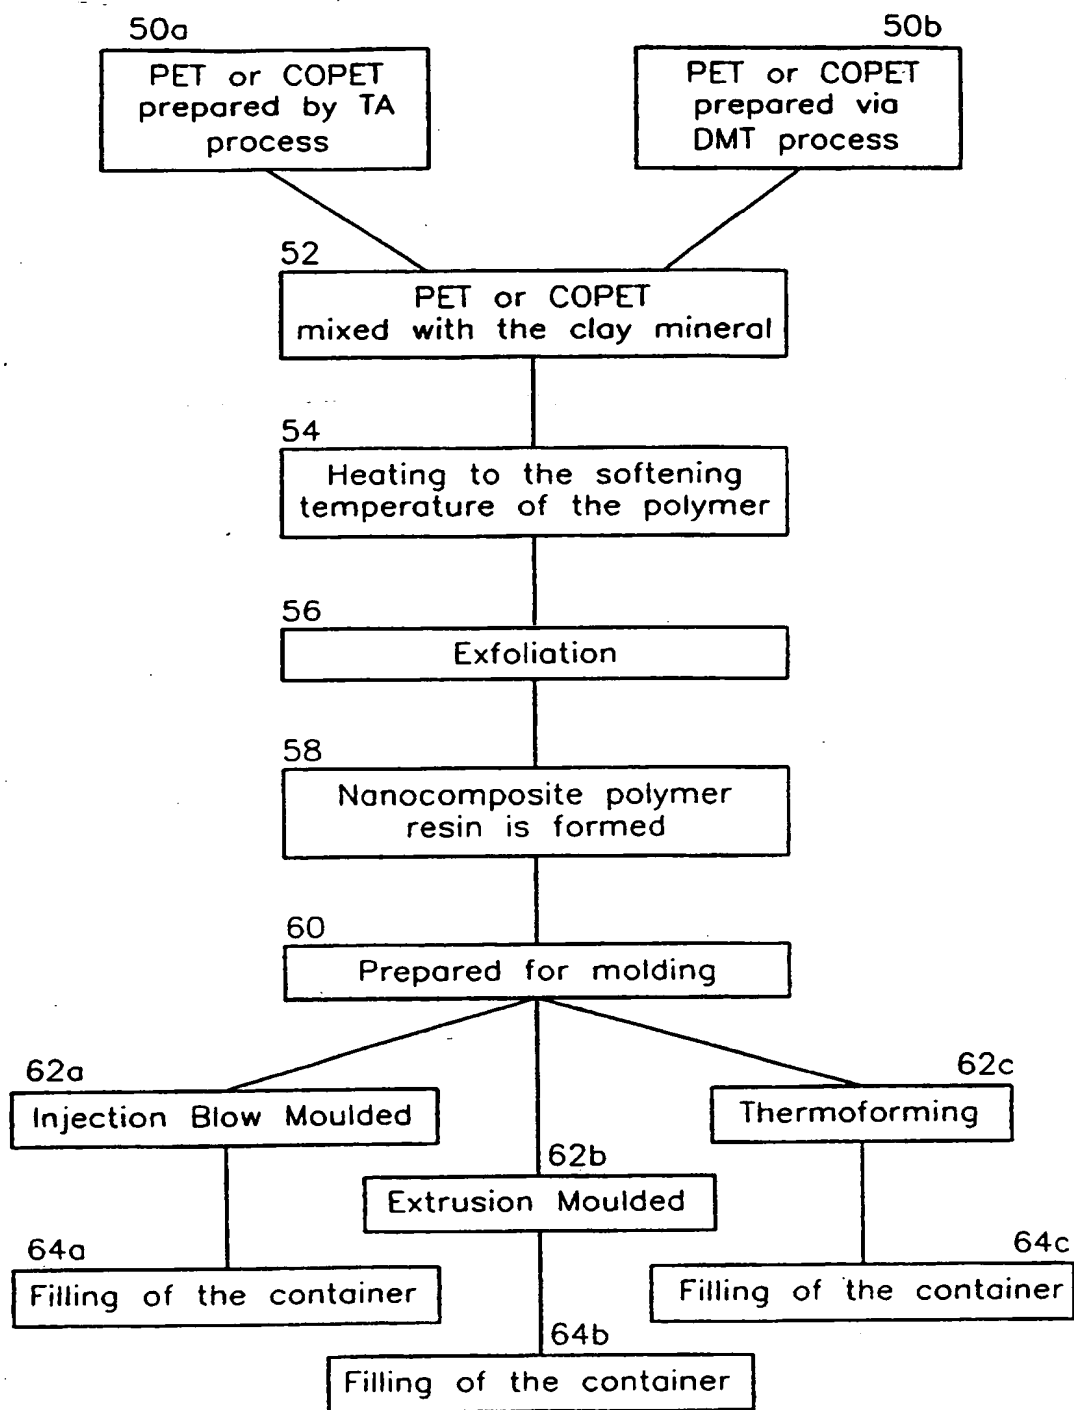 50a
PET or COPET
prepared by TA
process
50b
PET or COPET
prepared via
DMT process
52
PET or COPET
mixed with the clay mineral
54
Heating to the softening
temperature of the polymer
56
Exfoliation
58
Nanocomposite polymer
resin is formed
60
Prepared for molding
62a
Injection Blow Moulded
62c
Thermoforming
62b
Extrusion Moulded
64a
Filling of the container
64c
Filling of the container
64b
Filling of the container